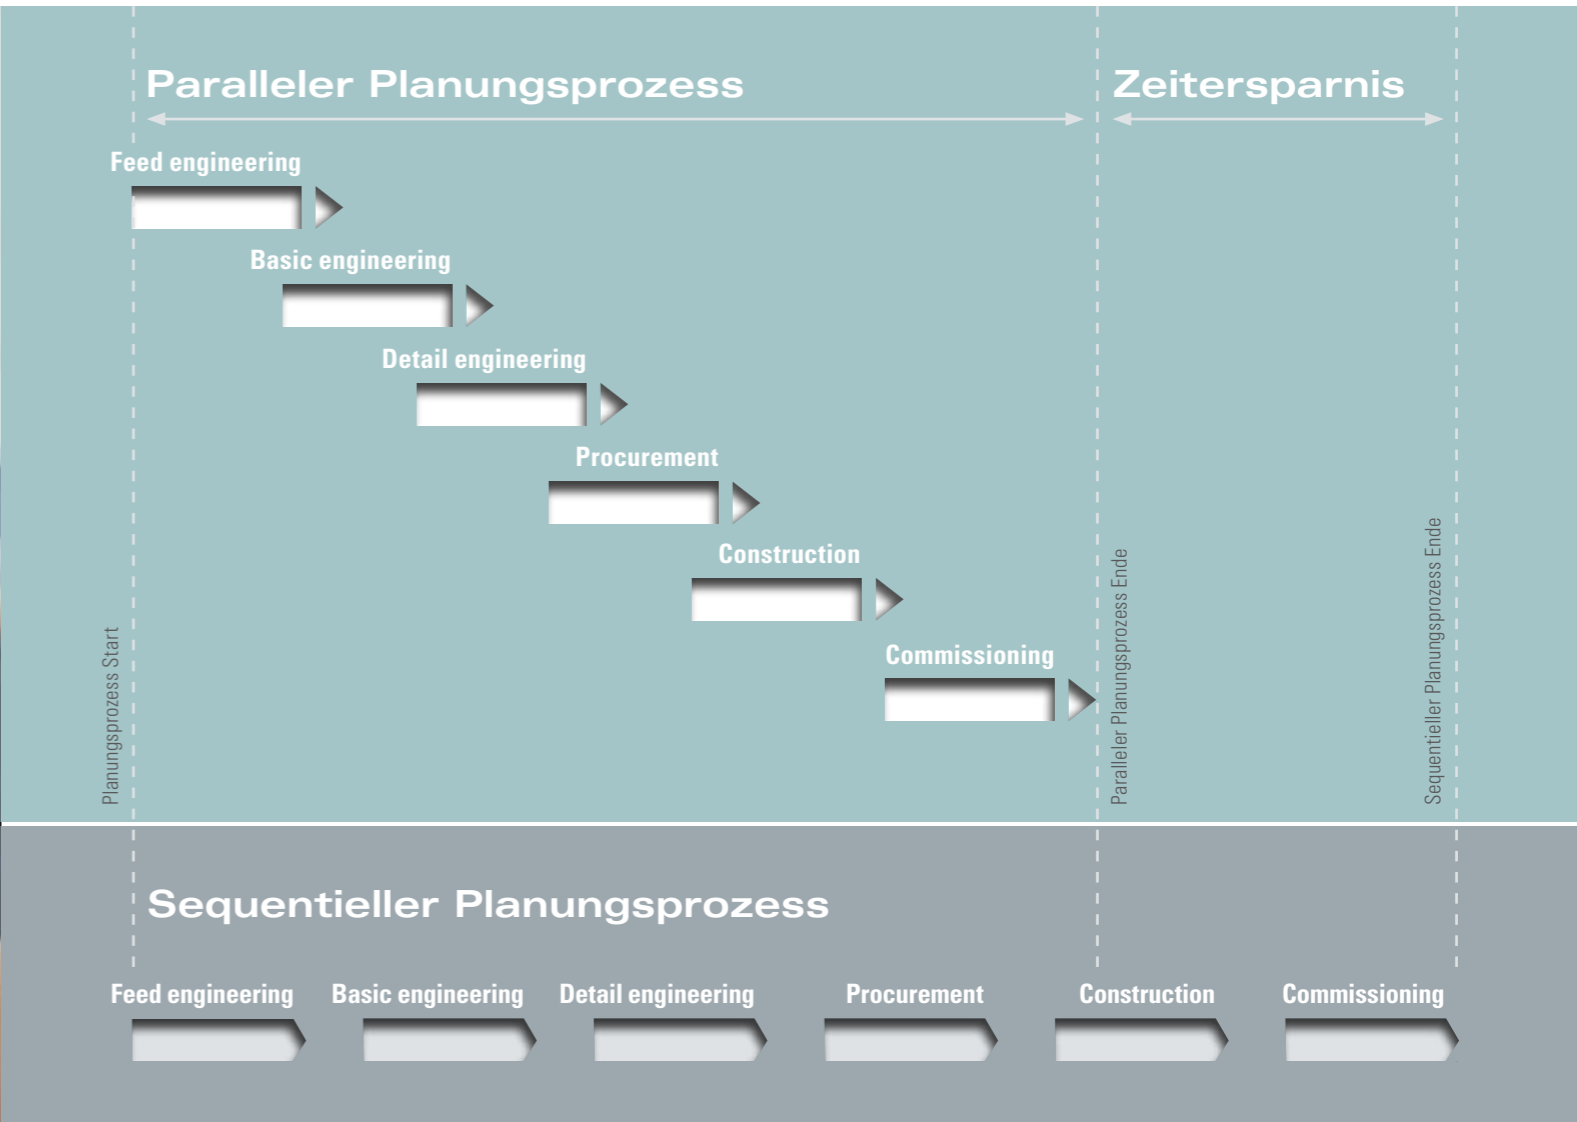 Paralleler Planungsprozess
Zeitersparnis
Feed engineering
Basic engineering
Detail engineering
Procurement
Construction
Commissioning
Planungsprozess Start
Paralleler Planungsprozess Ende
Sequentieller Planungsprozess Ende
Sequentieller Planungsprozess
Feed engineering
Basic engineering
Detail engineering
Procurement
Construction
Commissioning